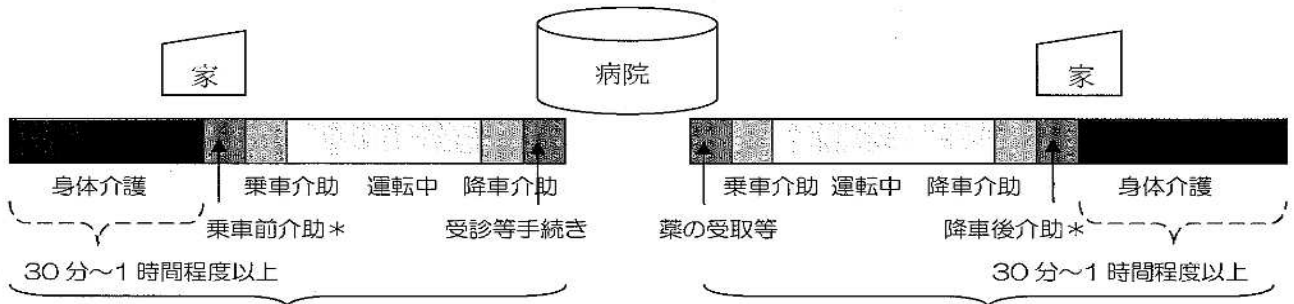 家
病院
家
身体介護
乗車介助
運転中
降車介助
乗車介助
運転中
降車介助
身体介護
乗車前介助*
受診等手続き
薬の受取等
降車後介助*
30分~1時間程度以上
30分~1時間程度以上